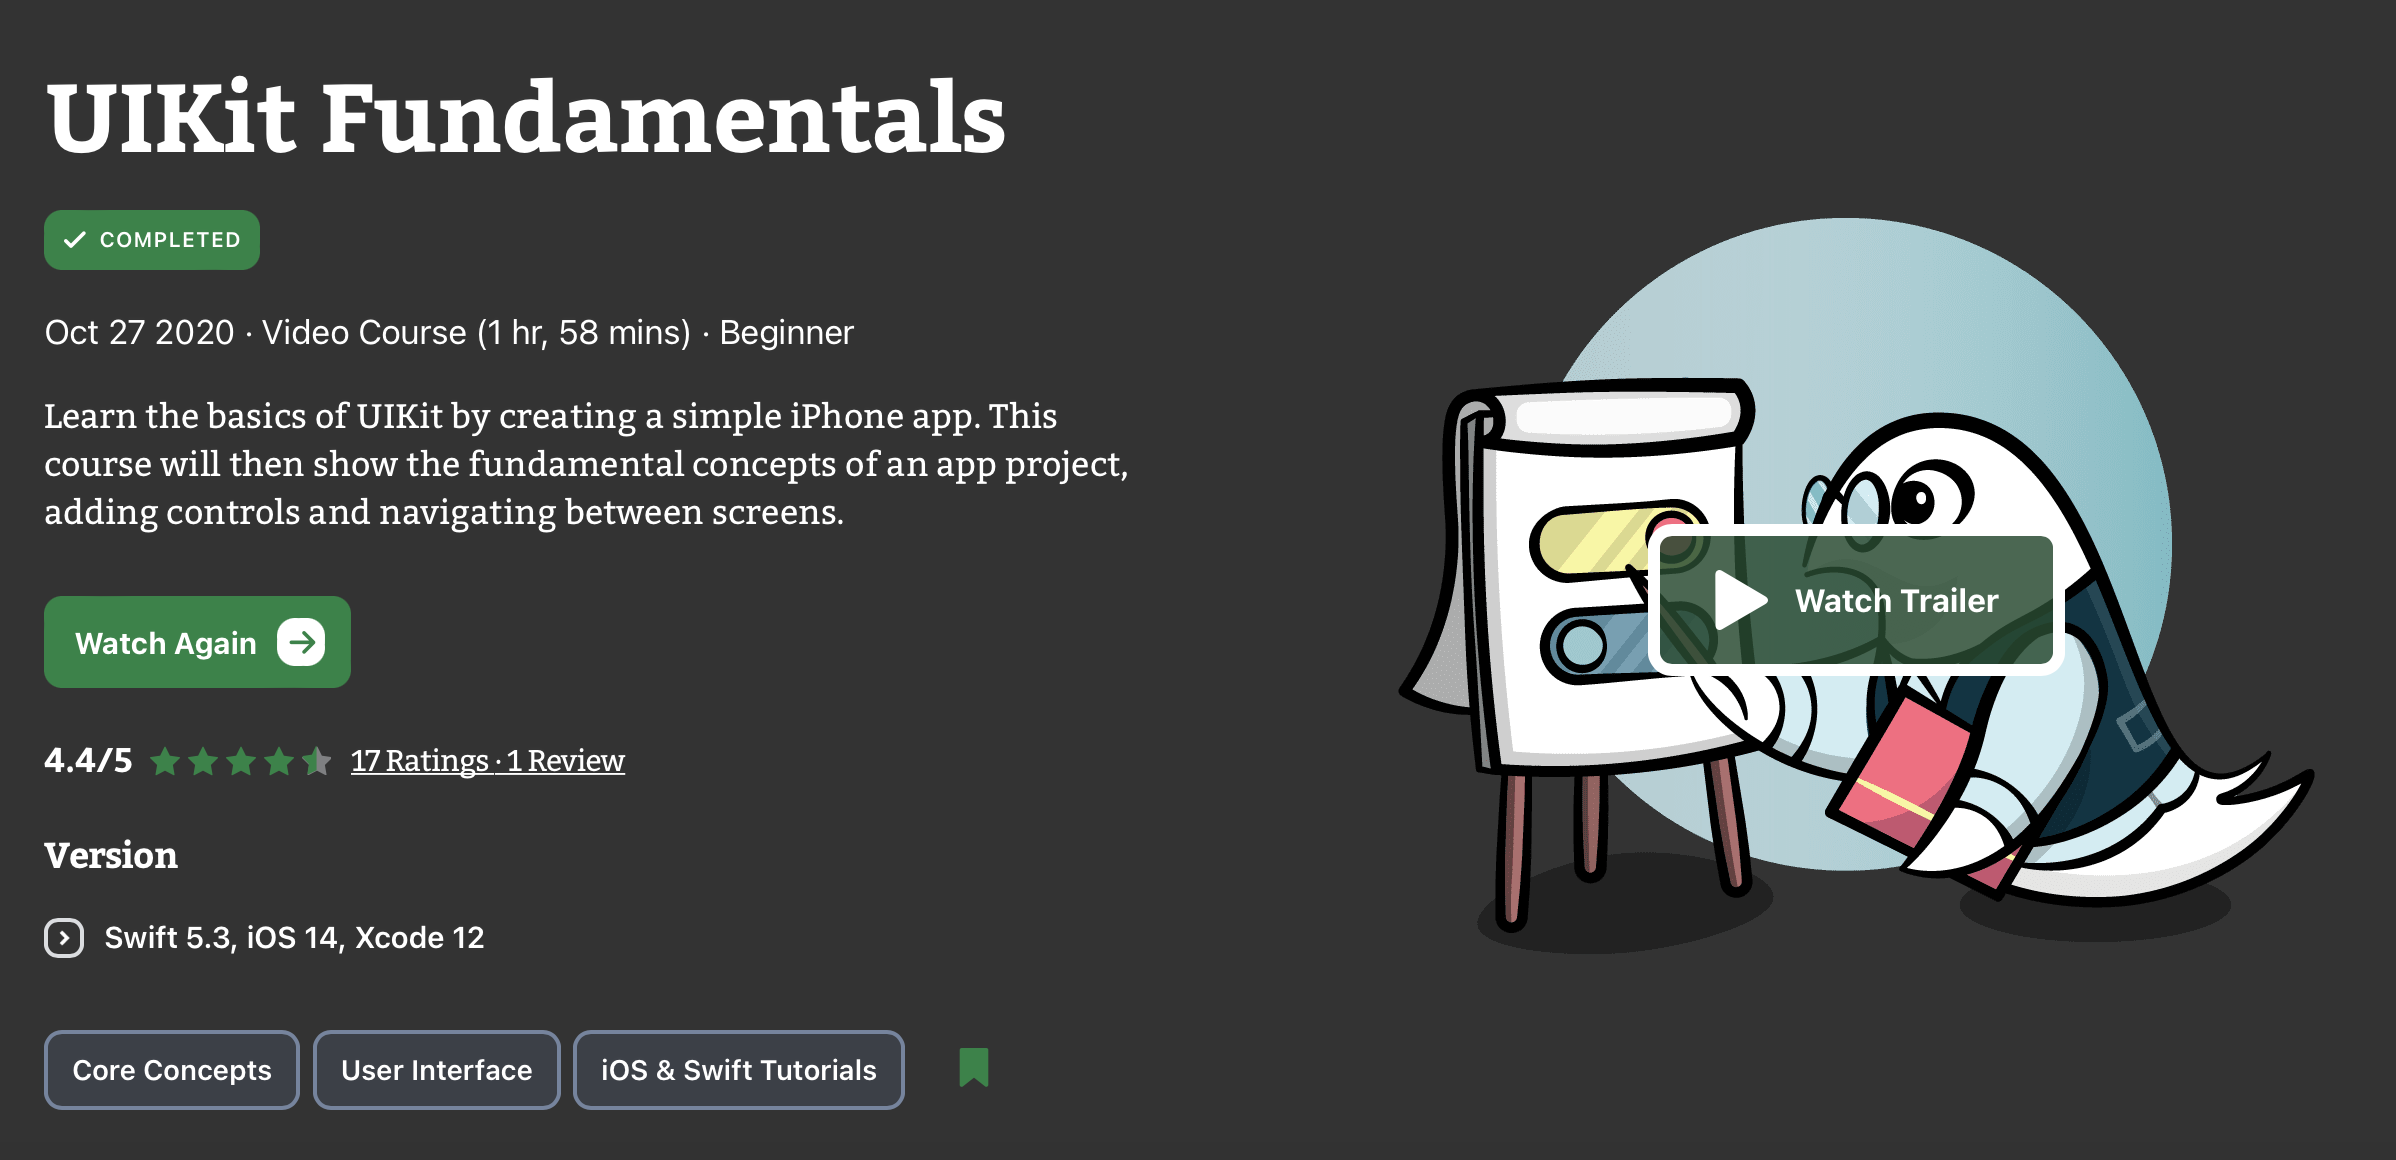 UIKit Fundamentals
COMPLETED
Oct 27 2020 · Video Course (1 hr, 58 mins) · Beginner
Learn the basics of UIKit by creating a simple iPhone app. This
course will then show the fundamental concepts of an app project,
adding controls and navigating between screens.
Watch Again
4.4/5 17 Ratings · 1 Review
Version
Swift 5.3, iOS 14, Xcode 12
Core Concepts User Interface iOS & Swift Tutorials
Watch Trailer